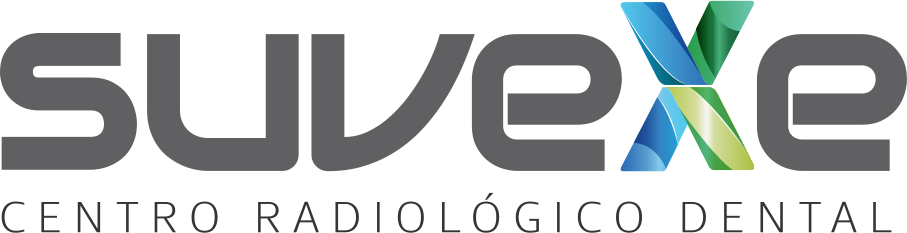 suveXe
CENTRO RADIOLÓGICO DENTAL